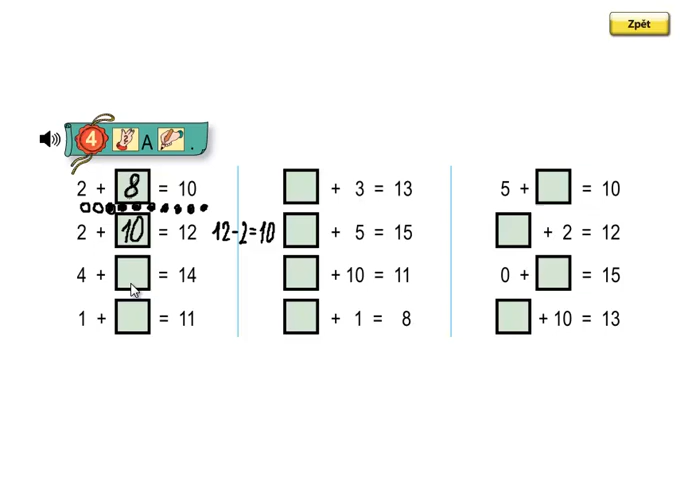 Zpět
4 A .
2 + 8 = 10
2 + 10 = 12 12-2=10
4 + = 14
1 + = 11
+ 3 = 13
+ 5 = 15
+ 10 = 11
+ 1 = 8
5 + = 10
+ 2 = 12
0 + = 15
+ 10 = 13